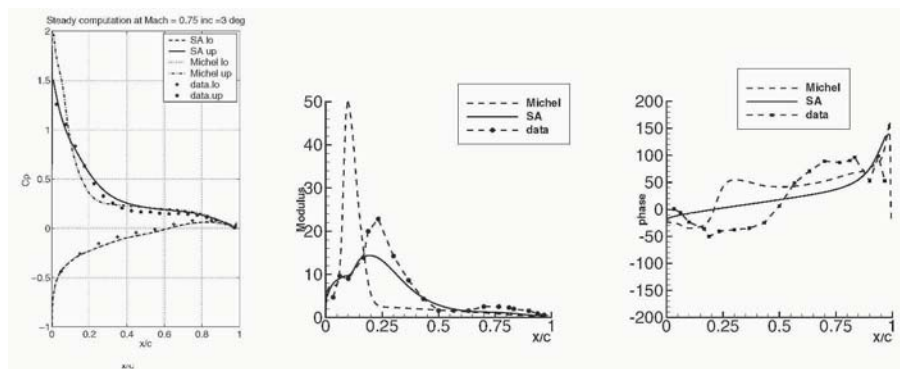 Steady computation at Mach = 0.75 inc =3 deg
SA lo
SA up
Michel lo
Michel up
data.lo
data.up
Cp
2
1.5
1
0.5
0
−0.5
−1
0
0.2
0.4
0.6
0.8
1
x/c
x/c
Michel
SA
data
Modulus
50
40
30
20
10
0
0
0.25
0.5
0.75
1
X/C
Michel
SA
data
phase
200
150
100
50
0
-50
-100
-150
-200
0
0.25
0.5
0.75
1
X/C